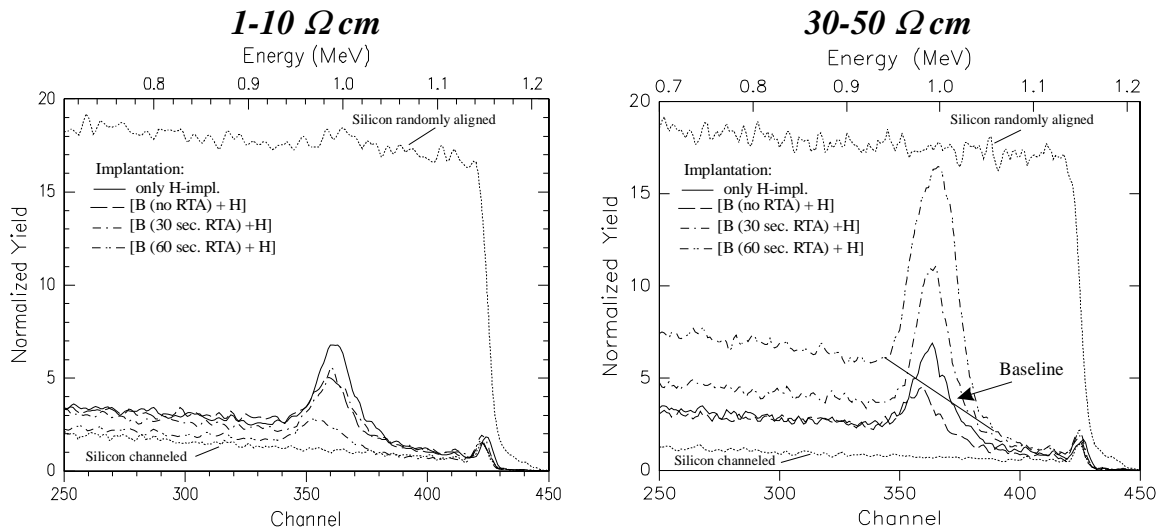 1-10 Ω cm
Energy (MeV)
0.8 0.9 1.0 1.1 1.2
20
15
10
5
0
Normalized Yield
Silicon randomly aligned
Implantation:
only H-impl.
[B (no RTA) + H]
[B (30 sec. RTA) +H]
[B (60 sec. RTA) + H]
Silicon channeled
250 300 350 400 450
Channel
30-50 Ω cm
Energy (MeV)
0.7 0.8 0.9 1.0 1.1 1.2
20
15
10
5
0
Normalized Yield
Silicon randomly aligned
Implantation:
only H-impl.
[B (no RTA) + H]
[B (30 sec. RTA) +H]
[B (60 sec. RTA) + H]
Baseline
Silicon channeled
250 300 350 400 450
Channel